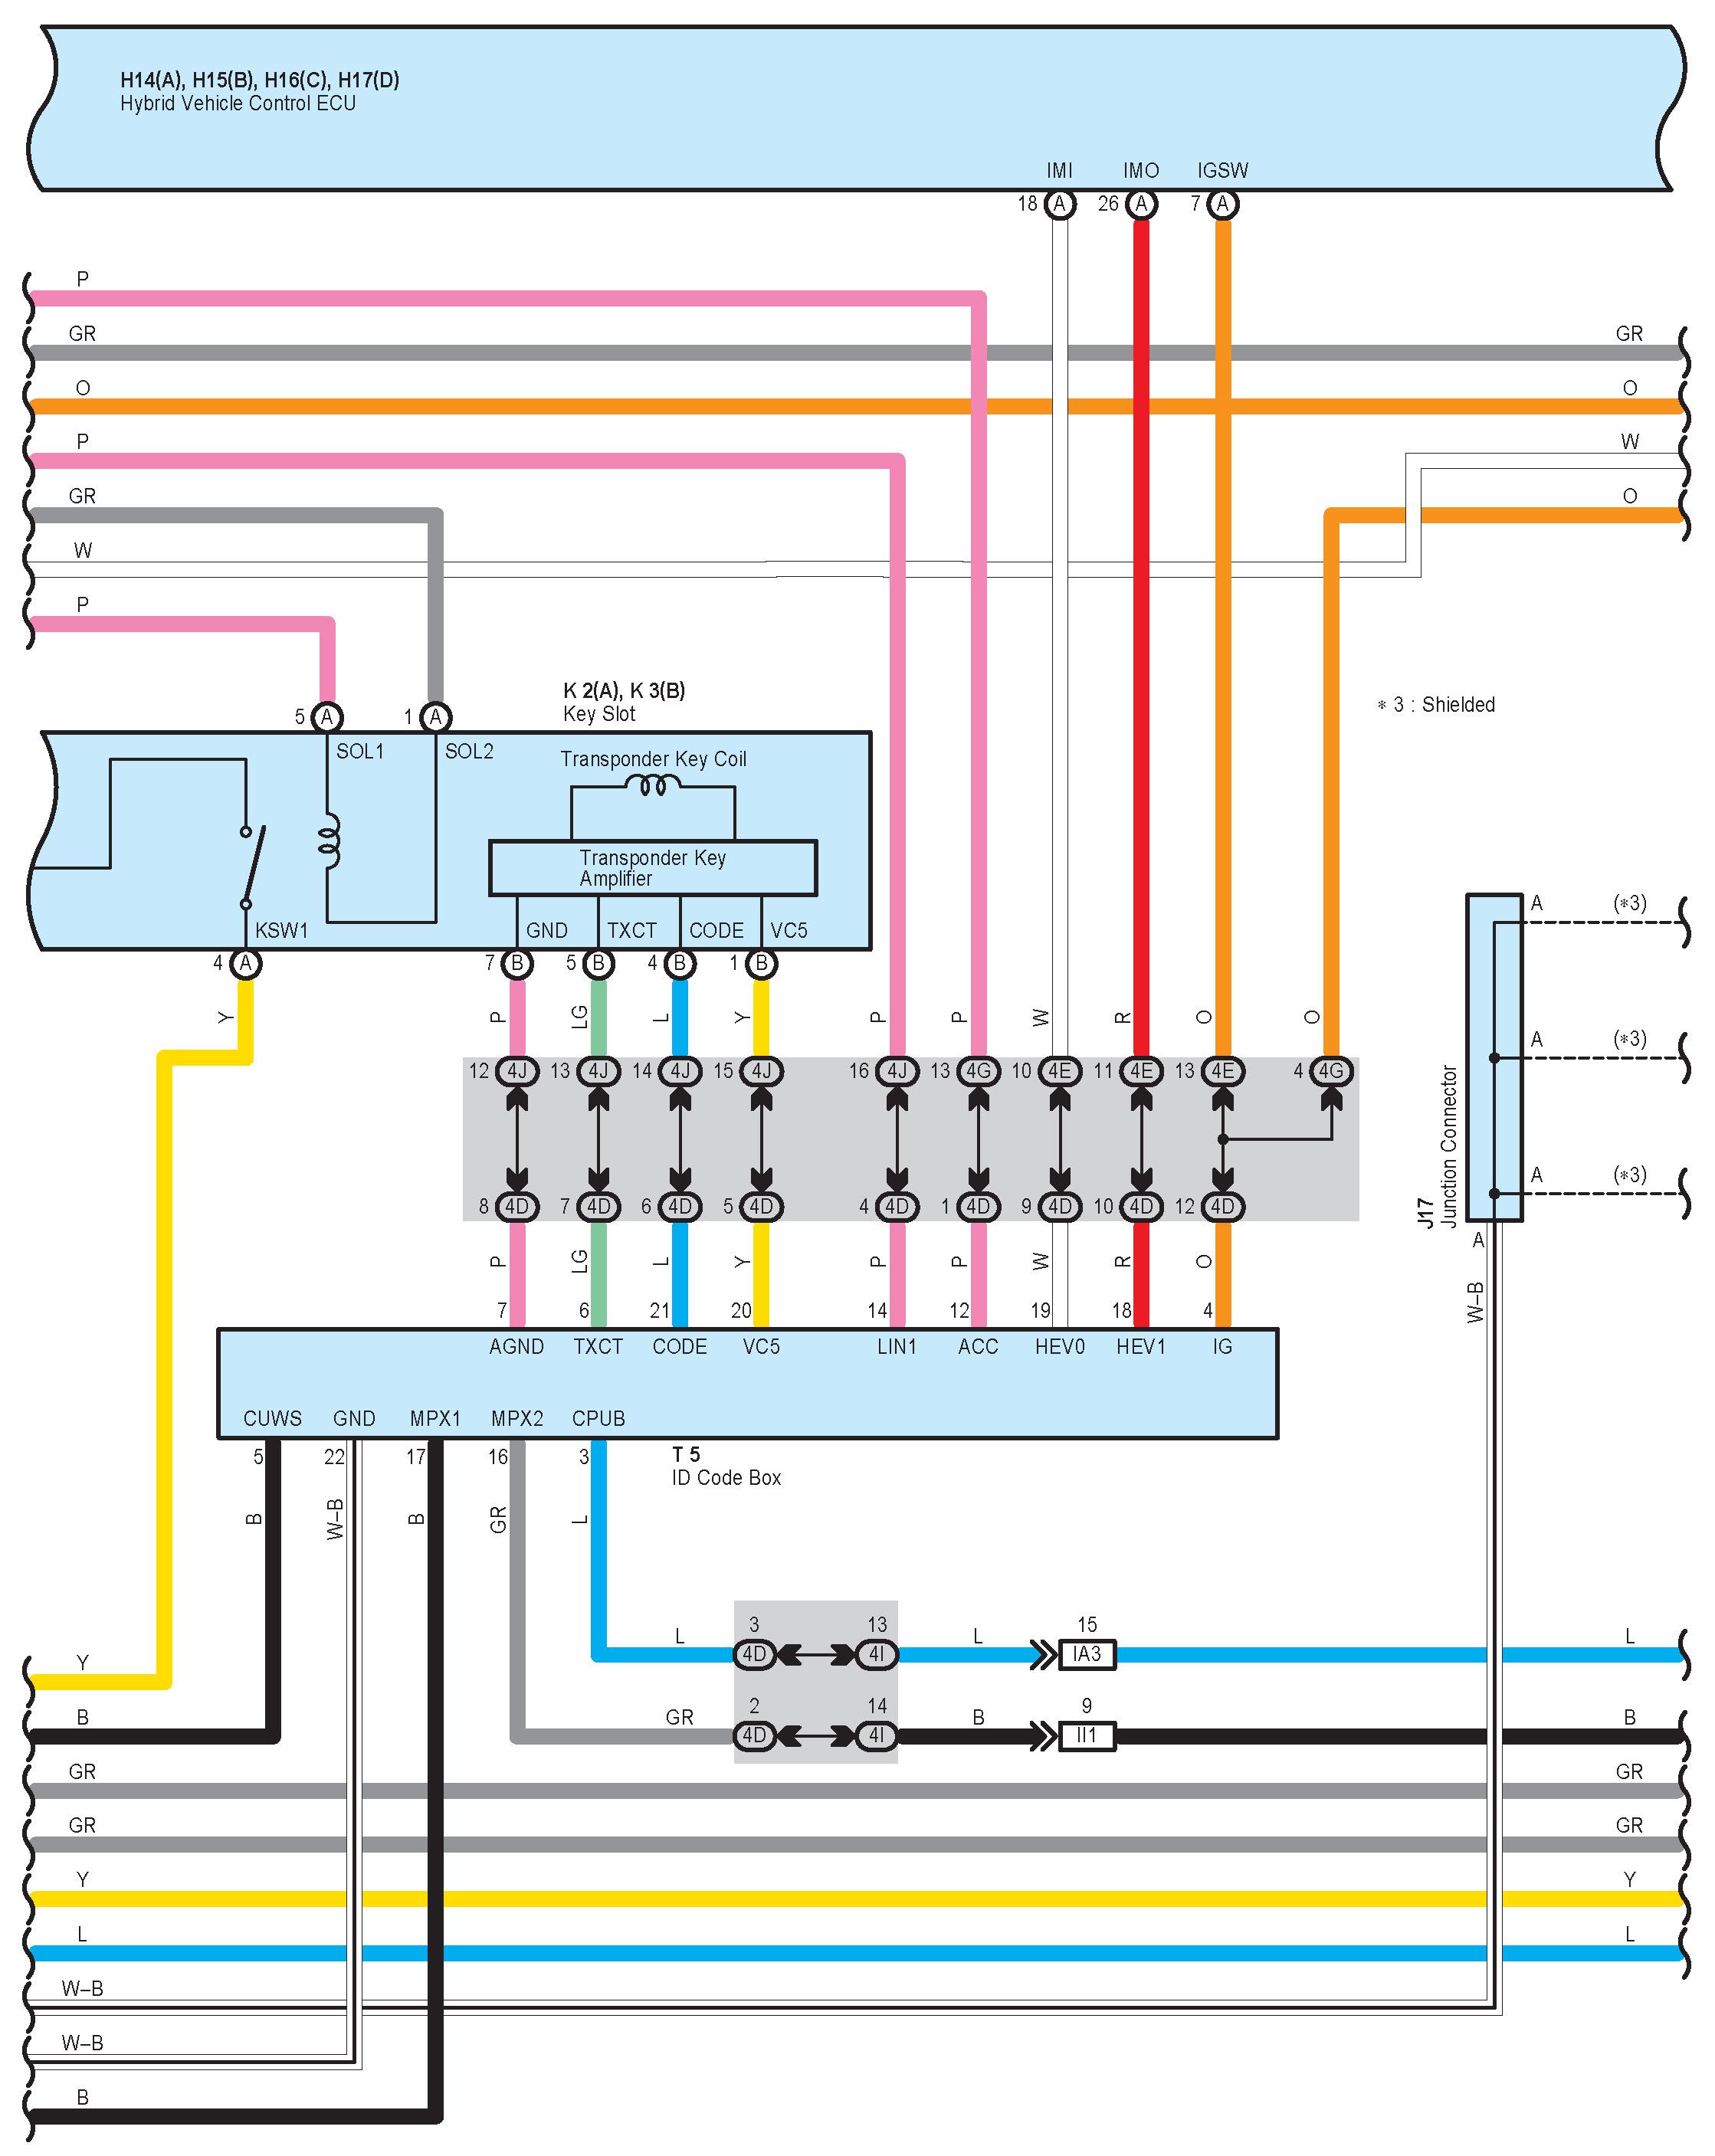 H14(A), H15(B), H16(C), H17(D)
Hybrid Vehicle Control ECU
IMI IMO IGSW
18 A 26 A 7 A
P
GR GR
O O
P W
GR O
W
P
K 2(A), K 3(B)
Key Slot
* 3 : Shielded
5 A 1 A
SOL1 SOL2
Transponder Key Coil
Transponder Key
Amplifier
KSW1 GND TXCT CODE VC5
4 A 7 B 5 B 4 B 1 B
A (*3)
A (*3)
A (*3)
J17
Junction Connector
A
W–B
Y P LG L Y P P W R O O
12 4J 13 4J 14 4J 15 4J 16 4J 13 4G 10 4E 11 4E 13 4E 4 4G
8 4D 7 4D 6 4D 5 4D 4 4D 1 4D 9 4D 10 4D 12 4D
P LG L Y P P W R O
7 6 21 20 14 12 19 18 4
AGND TXCT CODE VC5 LIN1 ACC HEV0 HEV1 IG
CUWS GND MPX1 MPX2 CPUB
5 22 17 16 3
T 5
ID Code Box
B W–B B GR L
3 13 15
L 4D 4I L IA3 L
2 14 9
GR 4D 4I B II1 B
Y
B
GR GR
GR GR
Y Y
L L
W–B
W–B
B